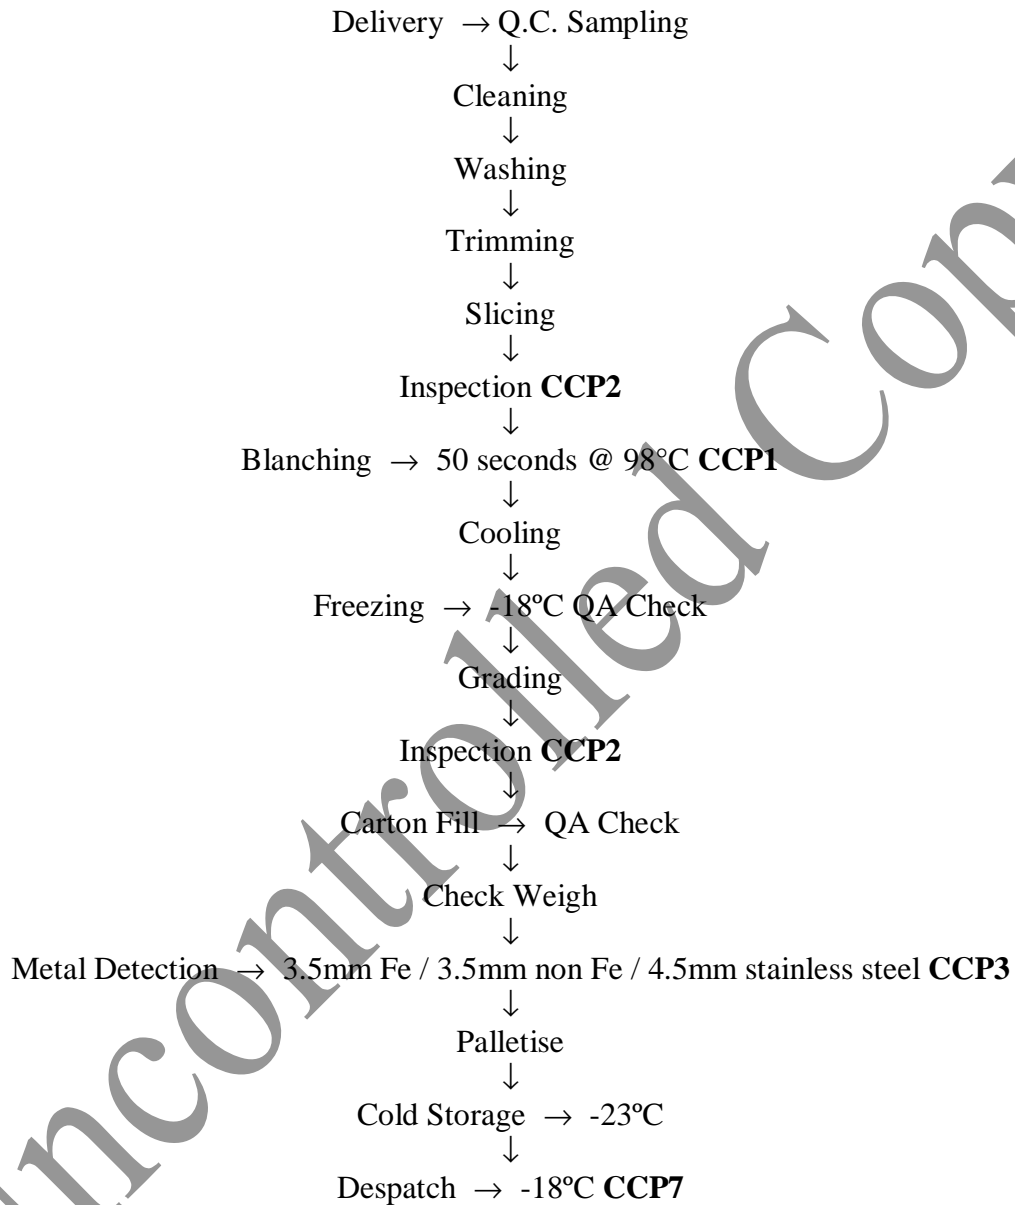 Delivery → Q.C. Sampling
↓
Cleaning
↓
Washing
↓
Trimming
↓
Slicing
↓
Inspection CCP2
↓
Blanching → 50 seconds @ 98°C CCP1
↓
Cooling
↓
Freezing → -18ºC QA Check
↓
Grading
↓
Inspection CCP2
↓
Carton Fill → QA Check
↓
Check Weigh
↓
Metal Detection → 3.5mm Fe / 3.5mm non Fe / 4.5mm stainless steel CCP3
↓
Palletise
↓
Cold Storage → -23ºC
↓
Despatch → -18ºC CCP7
ncontrolled Cop